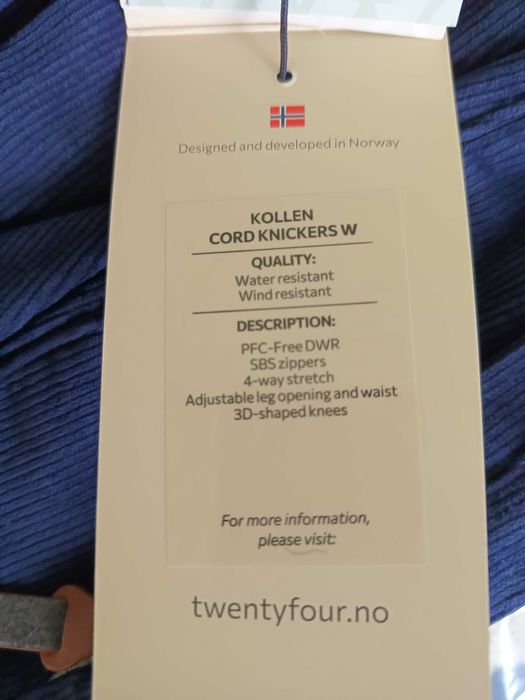 Designed and developed in Norway
KOLLEN
CORD KNICKERS W
QUALITY:
Water resistant
Wind resistant
DESCRIPTION:
PFC-Free DWR
SBS zippers
4-way stretch
Adjustable leg opening and waist
3D-shaped knees
For more information,
please visit:
twentyfour.no